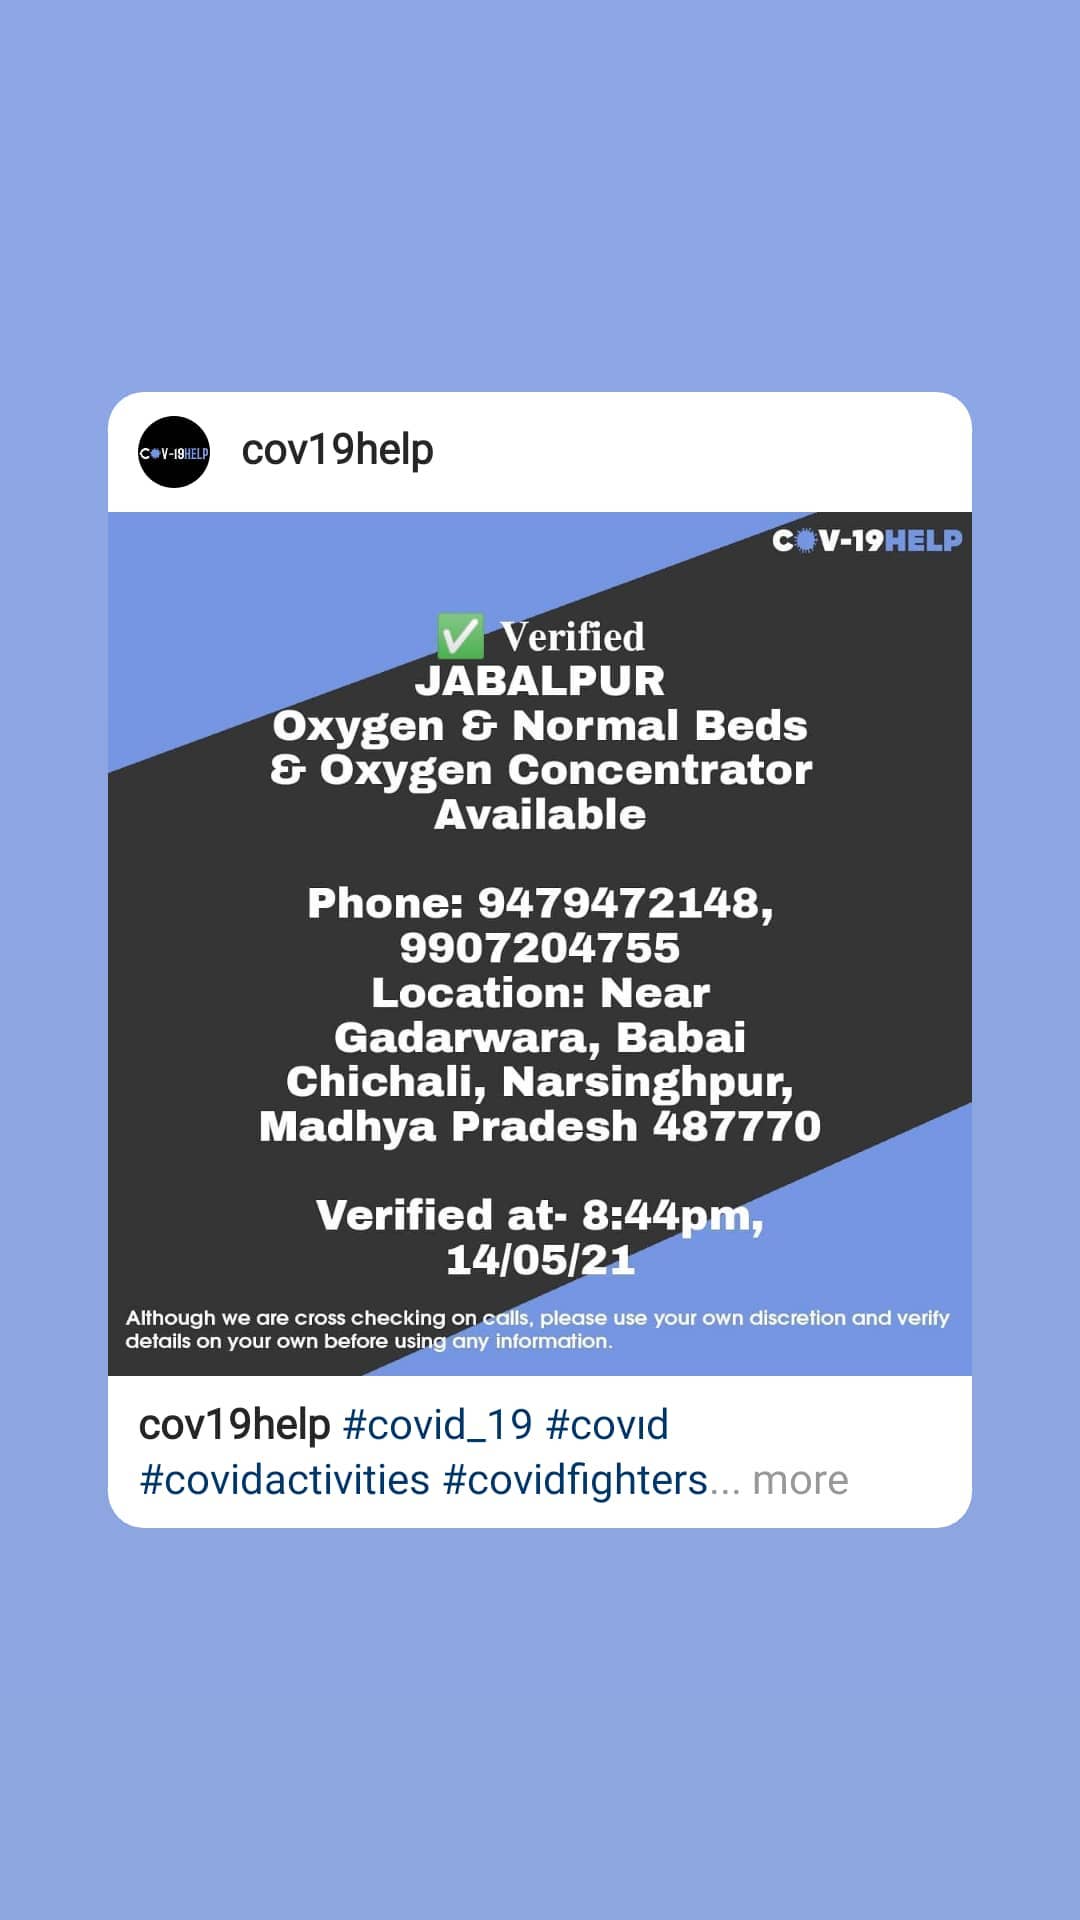 C☀V-19HELP
cov19help
C☀V-19HELP
✅ Verified
JABALPUR
Oxygen & Normal Beds
& Oxygen Concentrator
Available
Phone: 9479472148,
9907204755
Location: Near
Gadarwara, Babai
Chichali, Narsinghpur,
Madhya Pradesh 487770
Verified at- 8:44pm,
14/05/21
Although we are cross checking on calls, please use your own discretion and verify
details on your own before using any information.
cov19help #covid_19 #covıd
#covidactivities #covidfighters... more